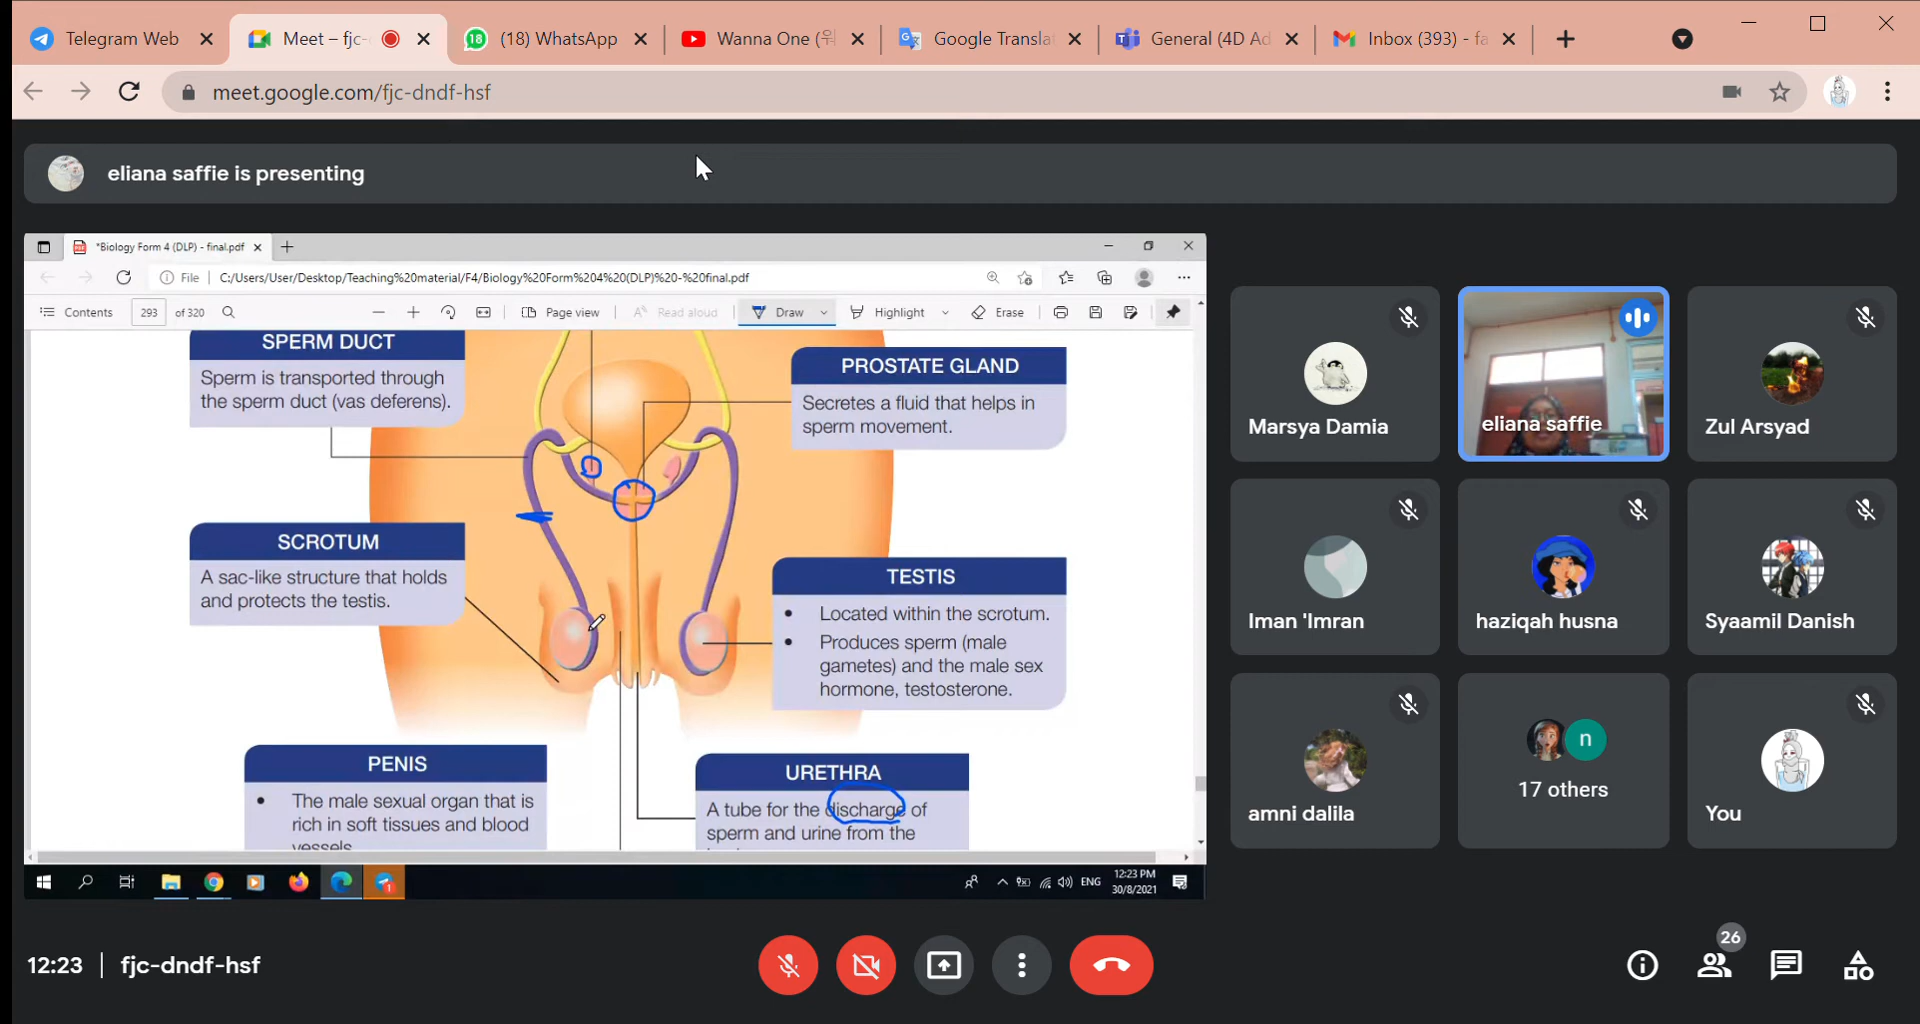 Telegram Web
Meet – fjc-
(18) WhatsApp
Wanna One (위
Google Translat
General (4D Ad
Inbox (393) - fa
meet.google.com/fjc-dndf-hsf
eliana saffie is presenting
*Biology Form 4 (DLP) - final.pdf
File
C:/Users/User/Desktop/Teaching%20material/F4/Biology%20Form%204%20(DLP)%20-%20final.pdf
Contents
293
of 320
Page view
Read aloud
Draw
Highlight
Erase
SPERM DUCT
Sperm is transported through
the sperm duct (vas deferens).
PROSTATE GLAND
Secretes a fluid that helps in
sperm movement.
SCROTUM
A sac-like structure that holds
and protects the testis.
TESTIS
• Located within the scrotum.
• Produces sperm (male
gametes) and the male sex
hormone, testosterone.
PENIS
• The male sexual organ that is
rich in soft tissues and blood
vessels
URETHRA
A tube for the discharge of
sperm and urine from the
ENG
12:23 PM
30/8/2021
Marsya Damia
eliana saffie
Zul Arsyad
Iman 'Imran
haziqah husna
Syaamil Danish
amni dalila
n
17 others
You
12:23
fjc-dndf-hsf
26